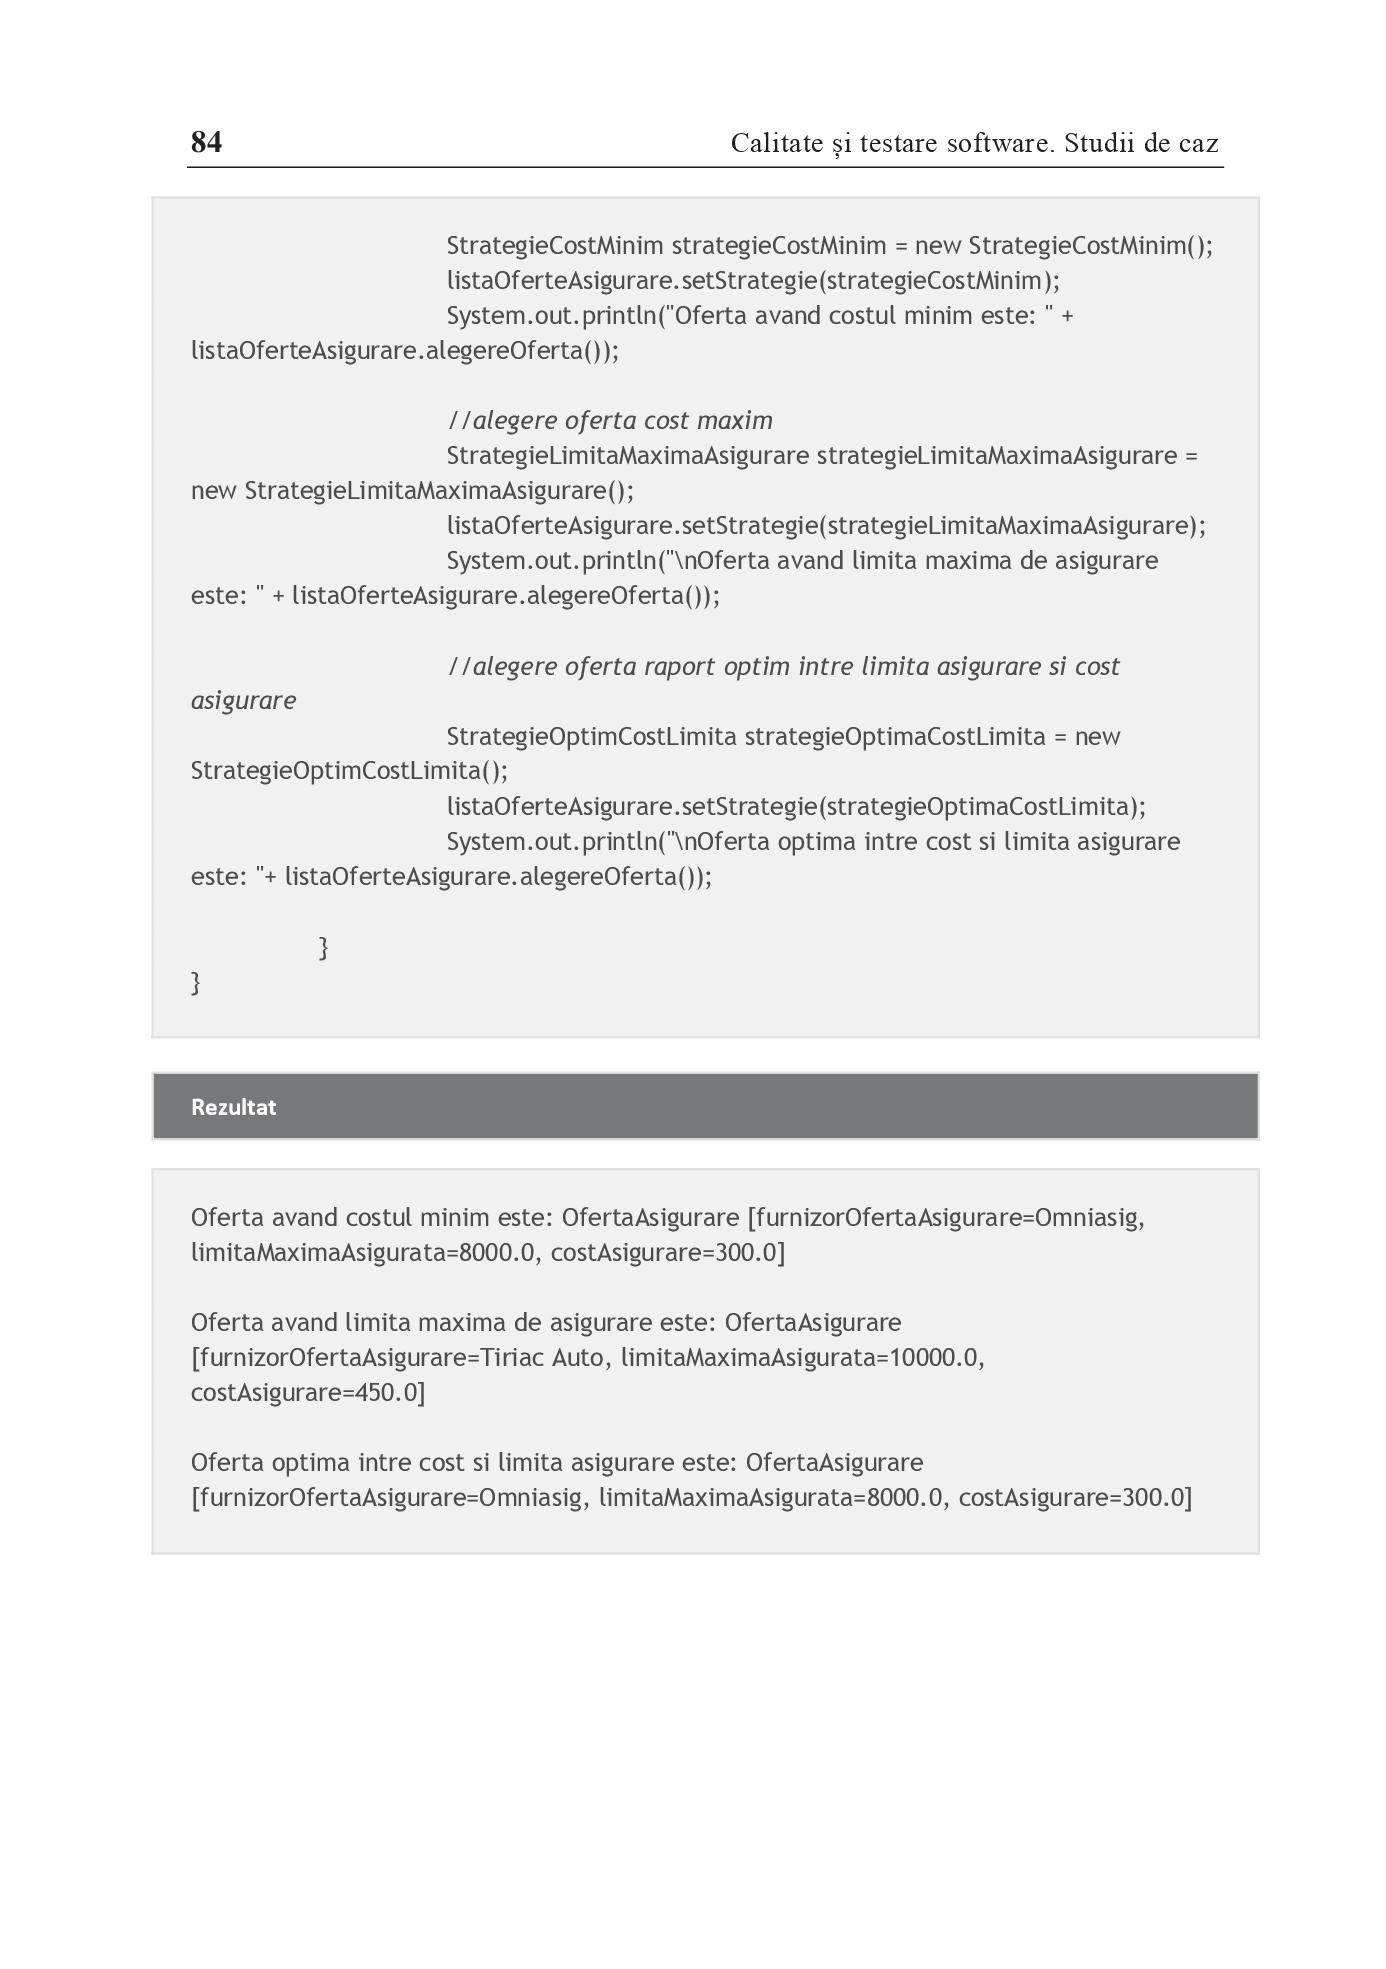 84 Calitate și testare software. Studii de caz
StrategieCostMinim strategieCostMinim = new StrategieCostMinim();
listaOferteAsigurare.setStrategie(strategieCostMinim);
System.out.println("Oferta avand costul minim este: " +
listaOferteAsigurare.alegereOferta());
//alegere oferta cost maxim
StrategieLimitaMaximaAsigurare strategieLimitaMaximaAsigurare =
new StrategieLimitaMaximaAsigurare();
listaOferteAsigurare.setStrategie(strategieLimitaMaximaAsigurare);
System.out.println("\nOferta avand limita maxima de asigurare
este: " + listaOferteAsigurare.alegereOferta());
//alegere oferta raport optim intre limita asigurare si cost
asigurare
StrategieOptimCostLimita strategieOptimaCostLimita = new
StrategieOptimCostLimita();
listaOferteAsigurare.setStrategie(strategieOptimaCostLimita);
System.out.println("\nOferta optima intre cost si limita asigurare
este: "+ listaOferteAsigurare.alegereOferta());
}
}
Rezultat
Oferta avand costul minim este: OfertaAsigurare [furnizorOfertaAsigurare=Omniasig,
limitaMaximaAsigurata=8000.0, costAsigurare=300.0]
Oferta avand limita maxima de asigurare este: OfertaAsigurare
[furnizorOfertaAsigurare=Tiriac Auto, limitaMaximaAsigurata=10000.0,
costAsigurare=450.0]
Oferta optima intre cost si limita asigurare este: OfertaAsigurare
[furnizorOfertaAsigurare=Omniasig, limitaMaximaAsigurata=8000.0, costAsigurare=300.0]